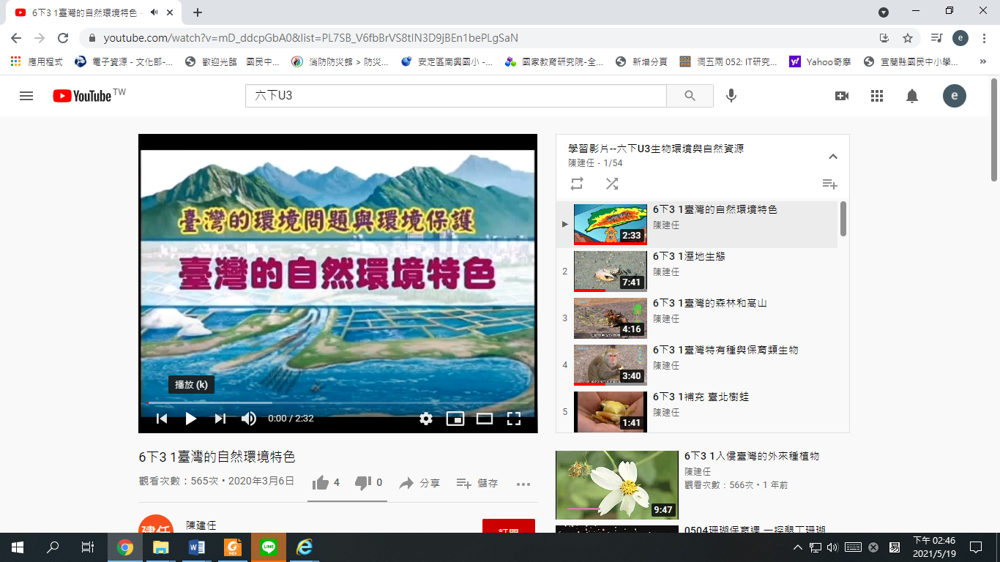 6下3 1臺灣的自然環境特色 -
youtube.com/watch?v=mD_ddcpGbA0&list=PL7SB_V6fbBrVS8tIN3D9jBEn1bePLgSaN
e
應用程式 電子資源 - 文化部-... 歡迎光臨 國民中... 消防防災館 > 防災... 安定區南興國小 -... 國家教育研究院-全... 新增分頁 洞五兩 052: IT研究... Yahoo奇摩 宜蘭縣國民中小學... »
YouTube TW
六下U3
e
臺灣的環境問題與環境保護
臺灣的自然環境特色
播放 (k)
0:00 / 2:32
學習影片--六下U3生物環境與自然資源
陳建任 - 1/54
6下3 1臺灣的自然環境特色
陳建任
2:33
2
6下3 1溼地生態
陳建任
7:41
3
6下3 1臺灣的森林和高山
陳建任
4:16
4
6下3 1臺灣特有種與保育類生物
陳建任
3:40
5
6下3 1補充 臺北樹蛙
陳建任
1:41
6下3 1臺灣的自然環境特色
觀看次數：565次 • 2020年3月6日
4 0 分享 儲存
建任
陳建任
訂閱
6下3 1入侵臺灣的外來種植物
陳建任
觀看次數：566次 • 1 年前
9:47
0504珊瑚保育週 一探墾丁珊瑚
下午 02:46
2021/5/19